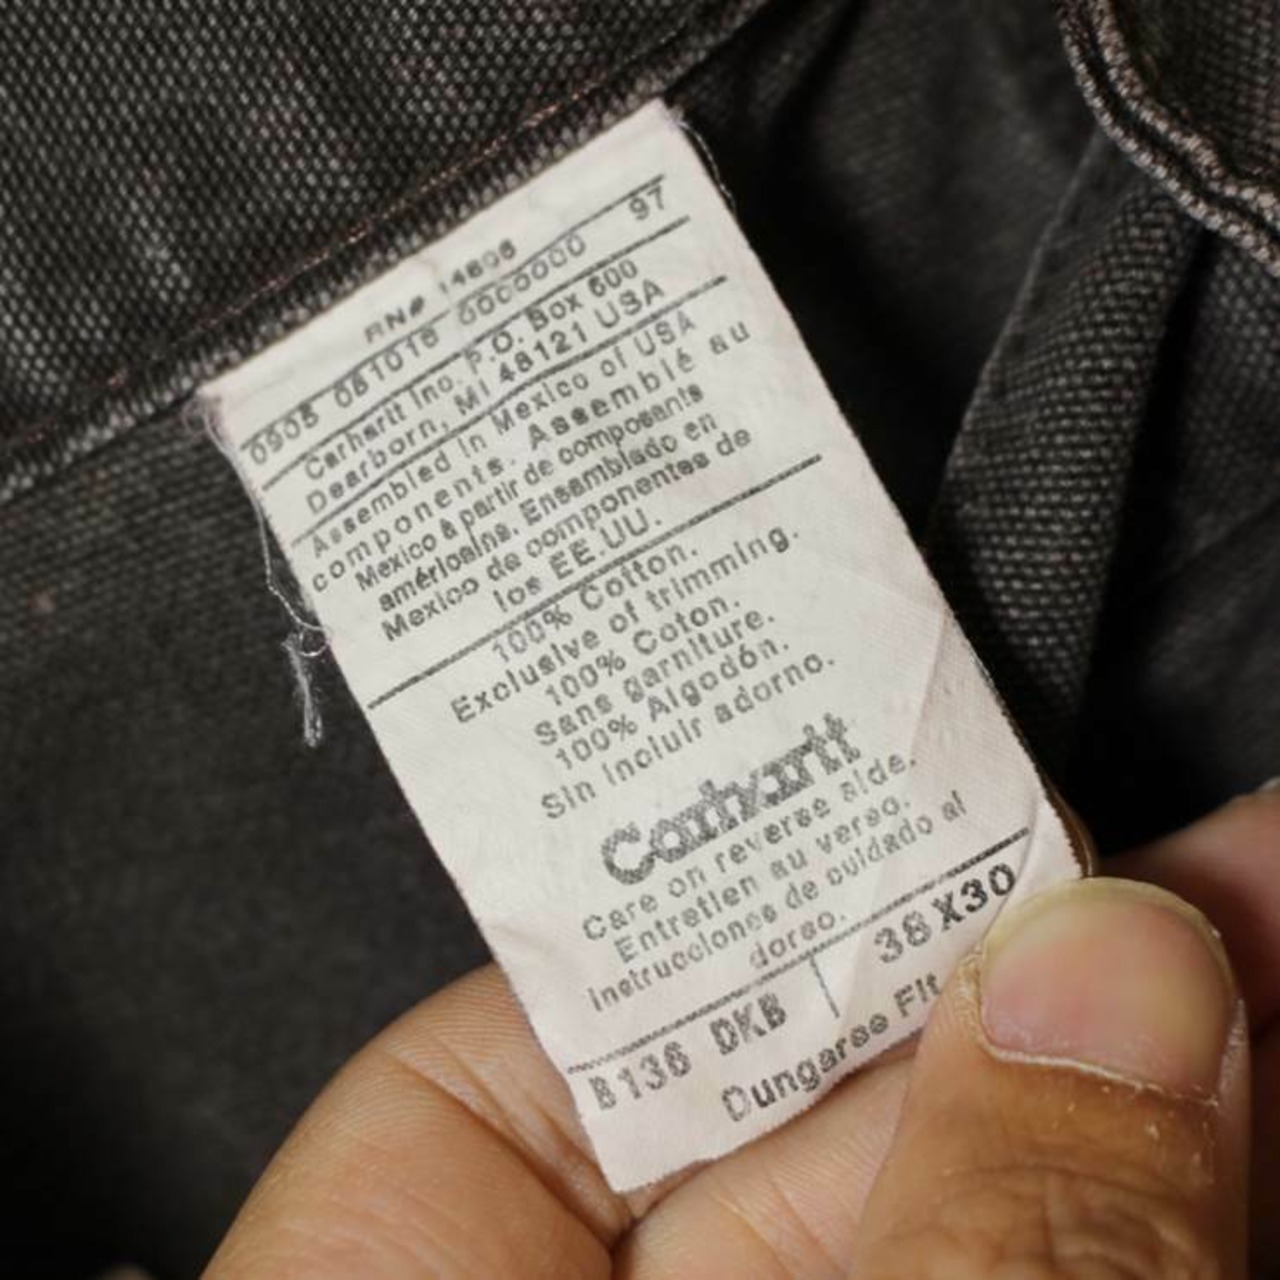 RN# 14806
0905 081016 0000000 97
Carhartt Inc. P.O. Box 600
Dearborn, MI 48121 USA
Assembled in Mexico of USA
components. Assemblé au
Mexico à partir de composants
américains. Ensamblado en
Mexico de componentes de
los EE.UU.
100% Cotton.
Exclusive of trimming.
100% Coton.
Sans garniture.
100% Algodón.
Sin incluir adorno.
Carhartt
Care on reverse side.
Entretien au verso.
Instrucciones de cuidado al
dorso.
B136 DKB 38X30
Dungaree Fit